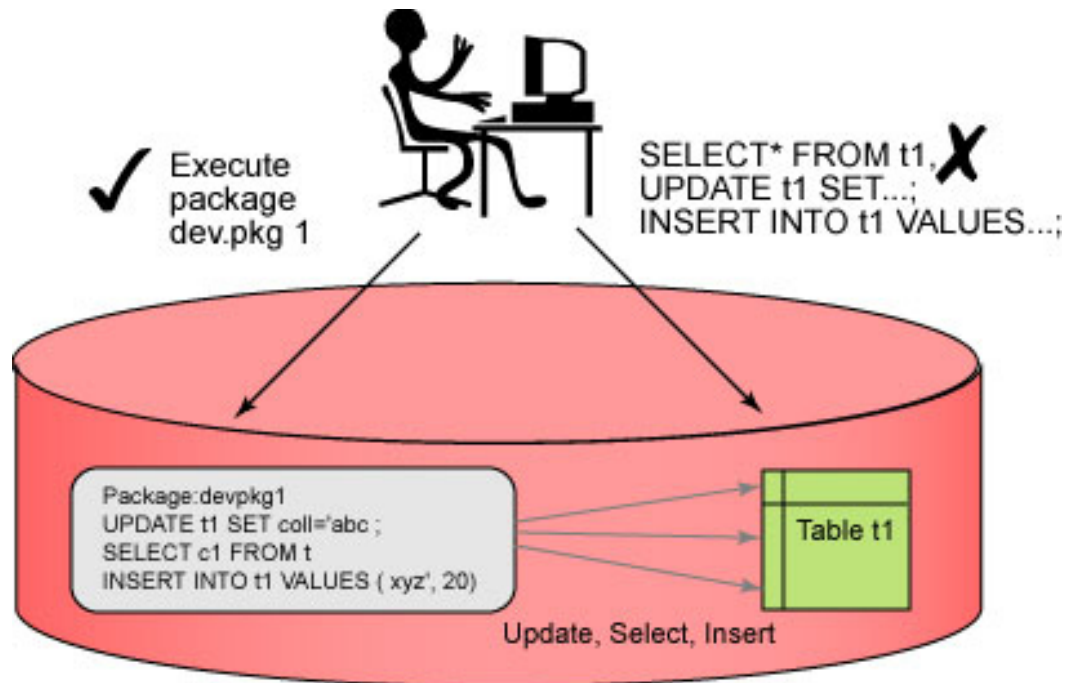 Execute
package
dev.pkg 1
SELECT* FROM t1,
UPDATE t1 SET...;
INSERT INTO t1 VALUES...;
Package:devpkg1
UPDATE t1 SET coll='abc ;
SELECT c1 FROM t
INSERT INTO t1 VALUES ( xyz', 20)
Table t1
Update, Select, Insert